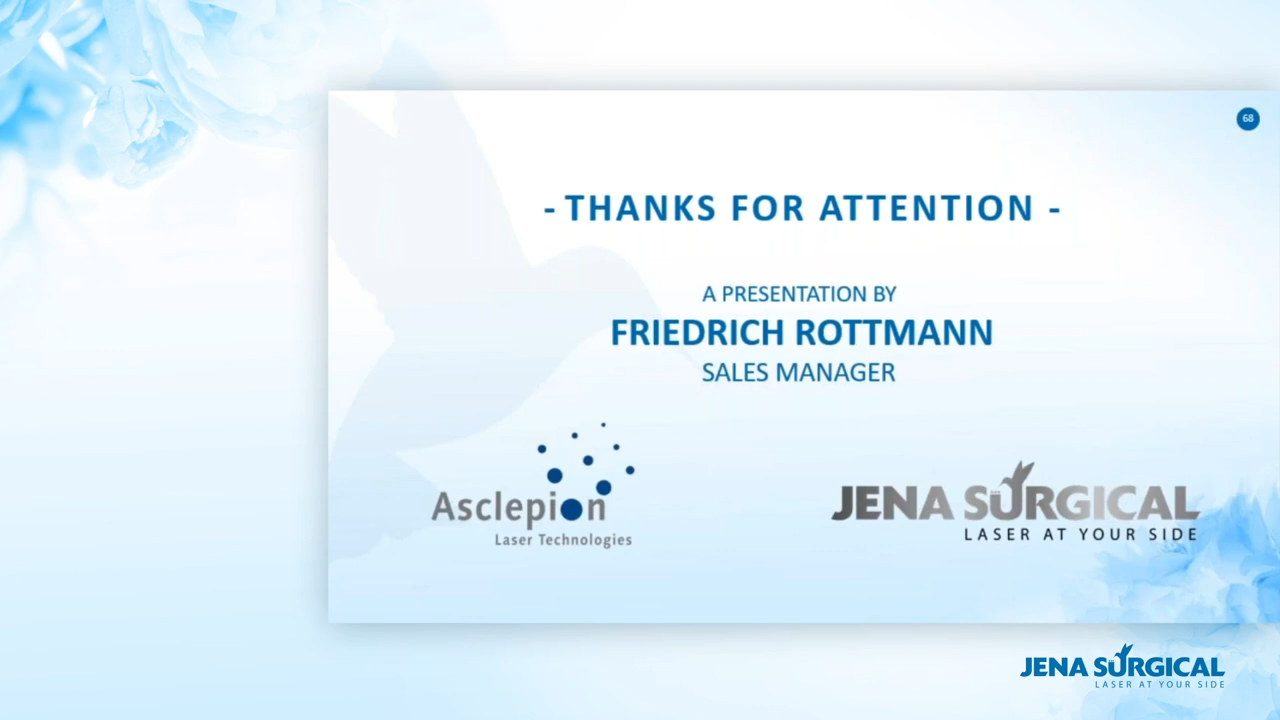 68
- THANKS FOR ATTENTION -
A PRESENTATION BY
FRIEDRICH ROTTMANN
SALES MANAGER
Asclepion
Laser Technologies
JENA SURGICAL
LASER AT YOUR SIDE
JENA SURGICAL
LASER AT YOUR SIDE